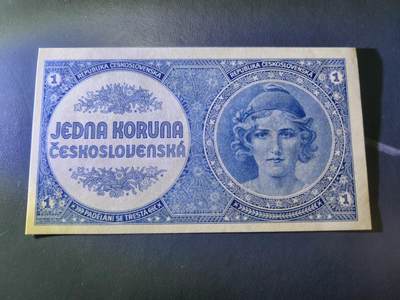 REPUBLIKA ČESKOSLOVENSKÁ
REPUBLIKA ČESKOSLOVENSKÁ
1
1
JEDNA KORUNA
ČESKOSLOVENSKÁ
1
1
PADĚLÁNÍ SE TRESTÁ